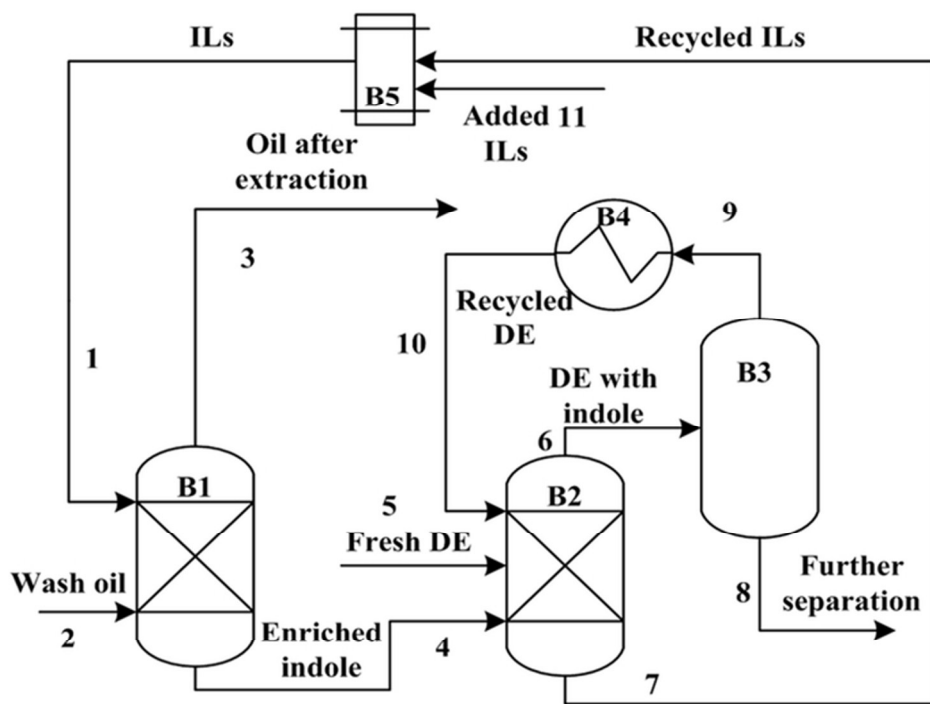 ILs
Recycled ILs
B5
Added 11
ILs
Oil after
extraction
B4
9
3
Recycled
DE
10
1
B3
DE with
indole
6
B1
B2
5
Fresh DE
Wash oil
2
Enriched
indole
4
8
Further
separation
7